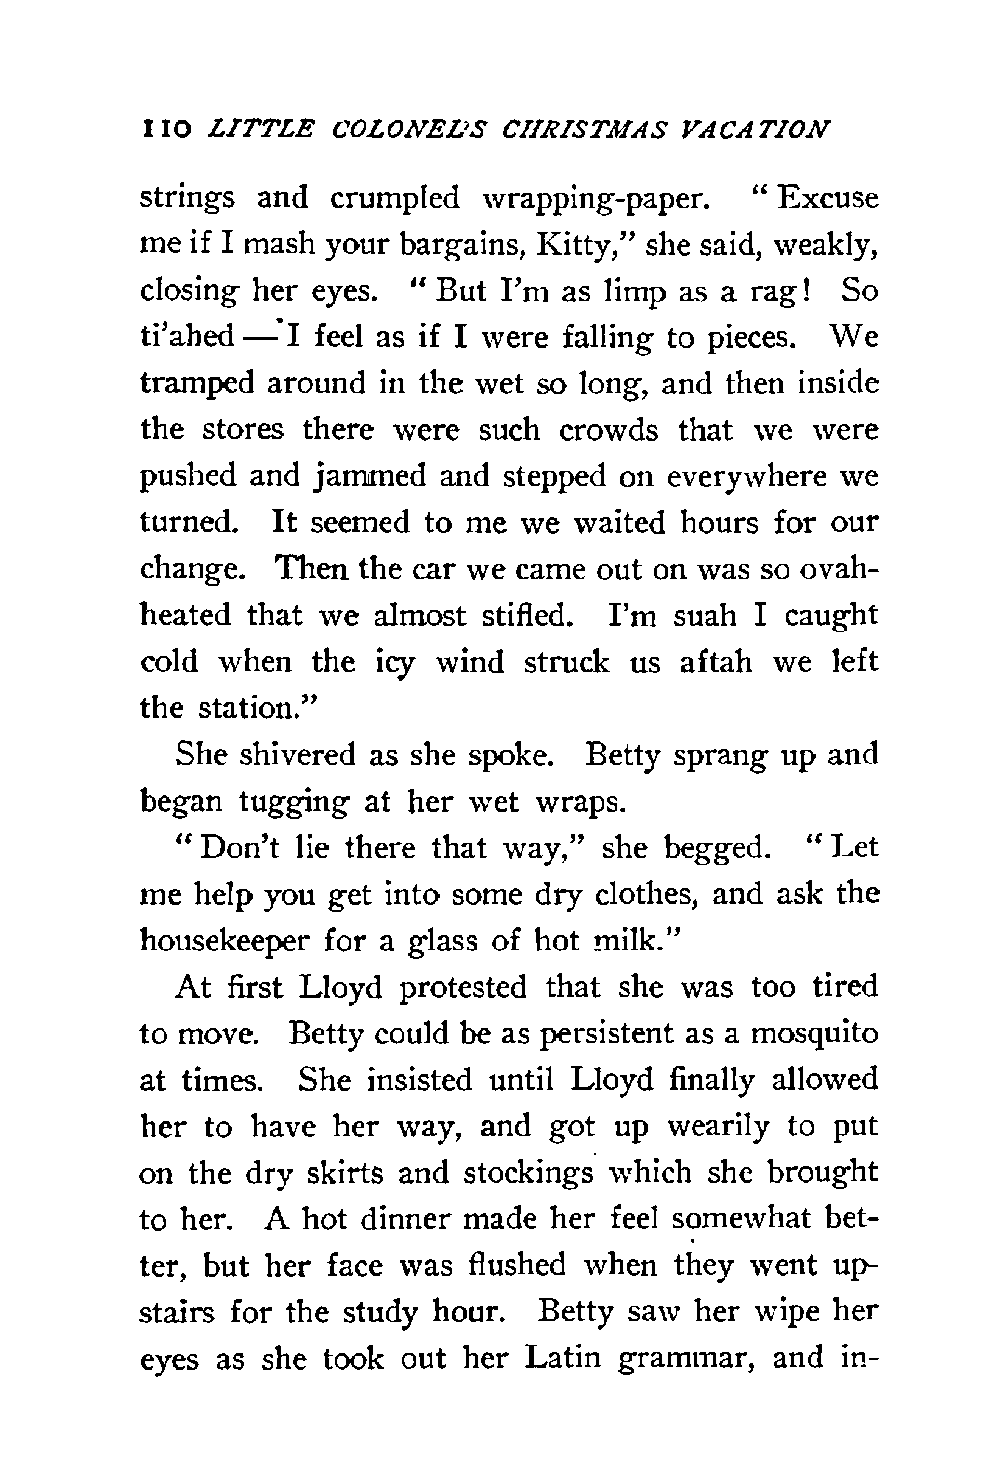 110 LITTLE COLONEL'S CHRISTMAS VACATION
strings and crumpled wrapping-paper. "Excuse
me if I mash your bargains, Kitty," she said, weakly,
closing her eyes. "But I'm as limp as a rag! So
ti'ahed — I feel as if I were falling to pieces. We
tramped around in the wet so long, and then inside
the stores there were such crowds that we were
pushed and jammed and stepped on everywhere we
turned. It seemed to me we waited hours for our
change. Then the car we came out on was so ovah-
heated that we almost stifled. I'm suah I caught
cold when the icy wind struck us aftah we left
the station."
She shivered as she spoke. Betty sprang up and
began tugging at her wet wraps.
"Don't lie there that way," she begged. "Let
me help you get into some dry clothes, and ask the
housekeeper for a glass of hot milk."
At first Lloyd protested that she was too tired
to move. Betty could be as persistent as a mosquito
at times. She insisted until Lloyd finally allowed
her to have her way, and got up wearily to put
on the dry skirts and stockings which she brought
to her. A hot dinner made her feel somewhat bet-
ter, but her face was flushed when they went up-
stairs for the study hour. Betty saw her wipe her
eyes as she took out her Latin grammar, and in-